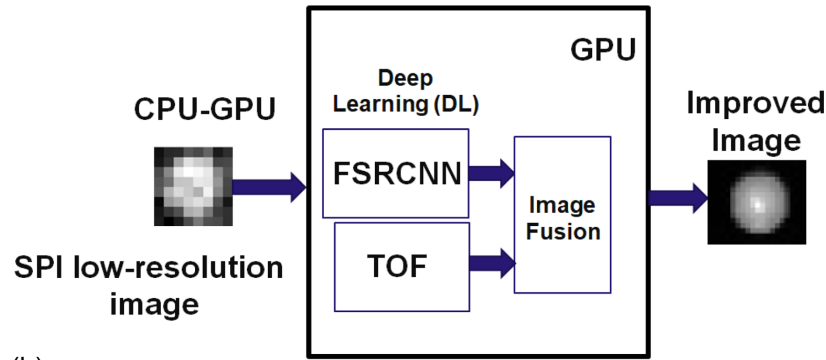 GPU
Deep
Learning (DL)
CPU-GPU
FSRCNN
TOF
Image
Fusion
Improved
Image
SPI low-resolution
image